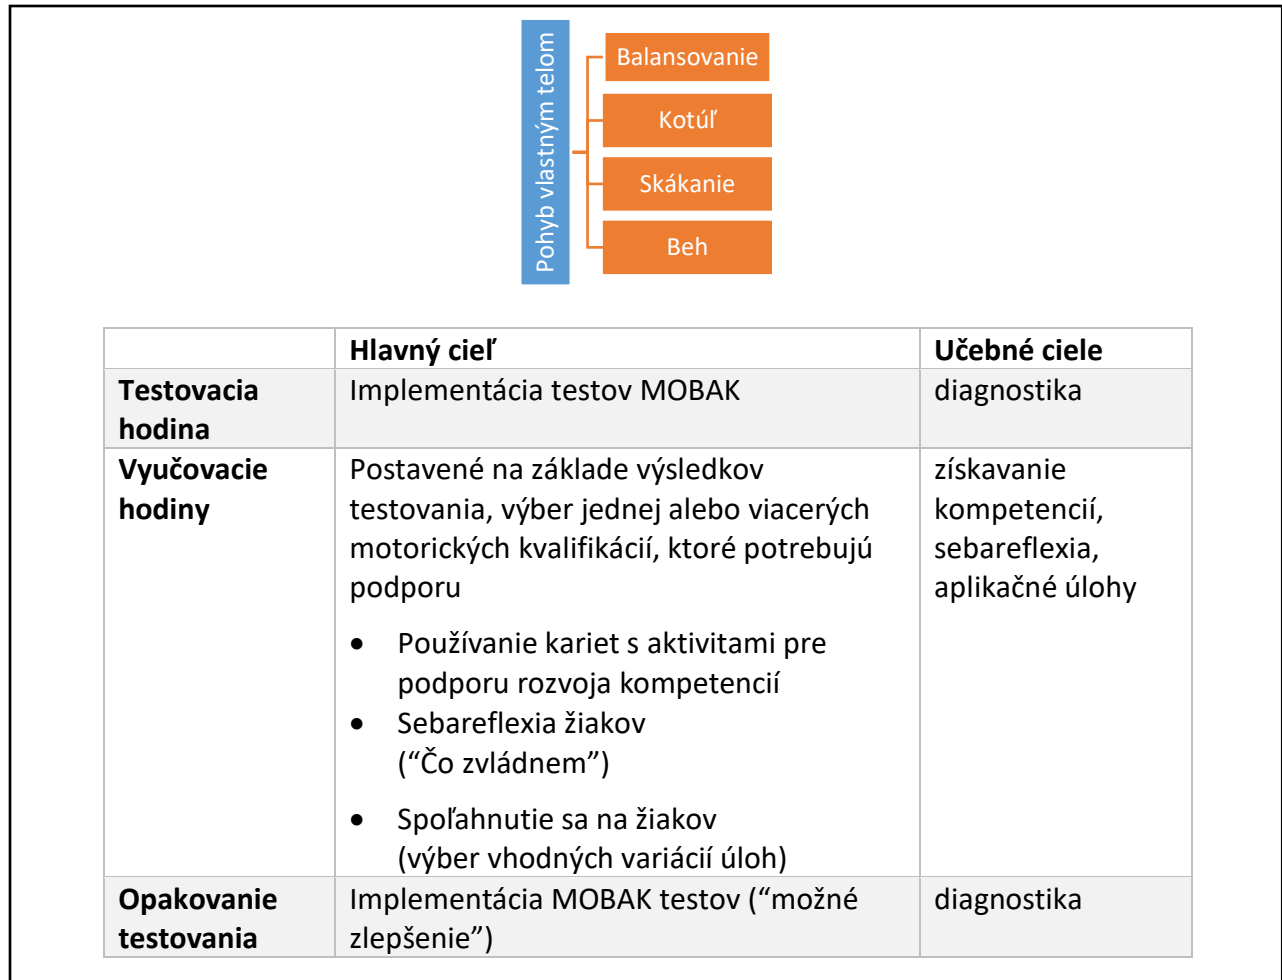 Pohyb vlastným telom
Balansovanie
Kotúľ
Skákanie
Beh
Hlavný cieľ
Učebné ciele
Testovacia
hodina
Implementácia testov MOBAK
diagnostika
Vyučovacie
hodiny
Postavené na základe výsledkov
testovania, výber jednej alebo viacerých
motorických kvalifikácií, ktoré potrebujú
podporu
• Používanie kariet s aktivitami pre
podporu rozvoja kompetencií
• Sebareflexia žiakov
(“Čo zvládnem”)
• Spoľahnutie sa na žiakov
(výber vhodných variácií úloh)
získavanie
kompetencií,
sebareflexia,
aplikačné úlohy
Opakovanie
testovania
Implementácia MOBAK testov (“možné
zlepšenie”)
diagnostika